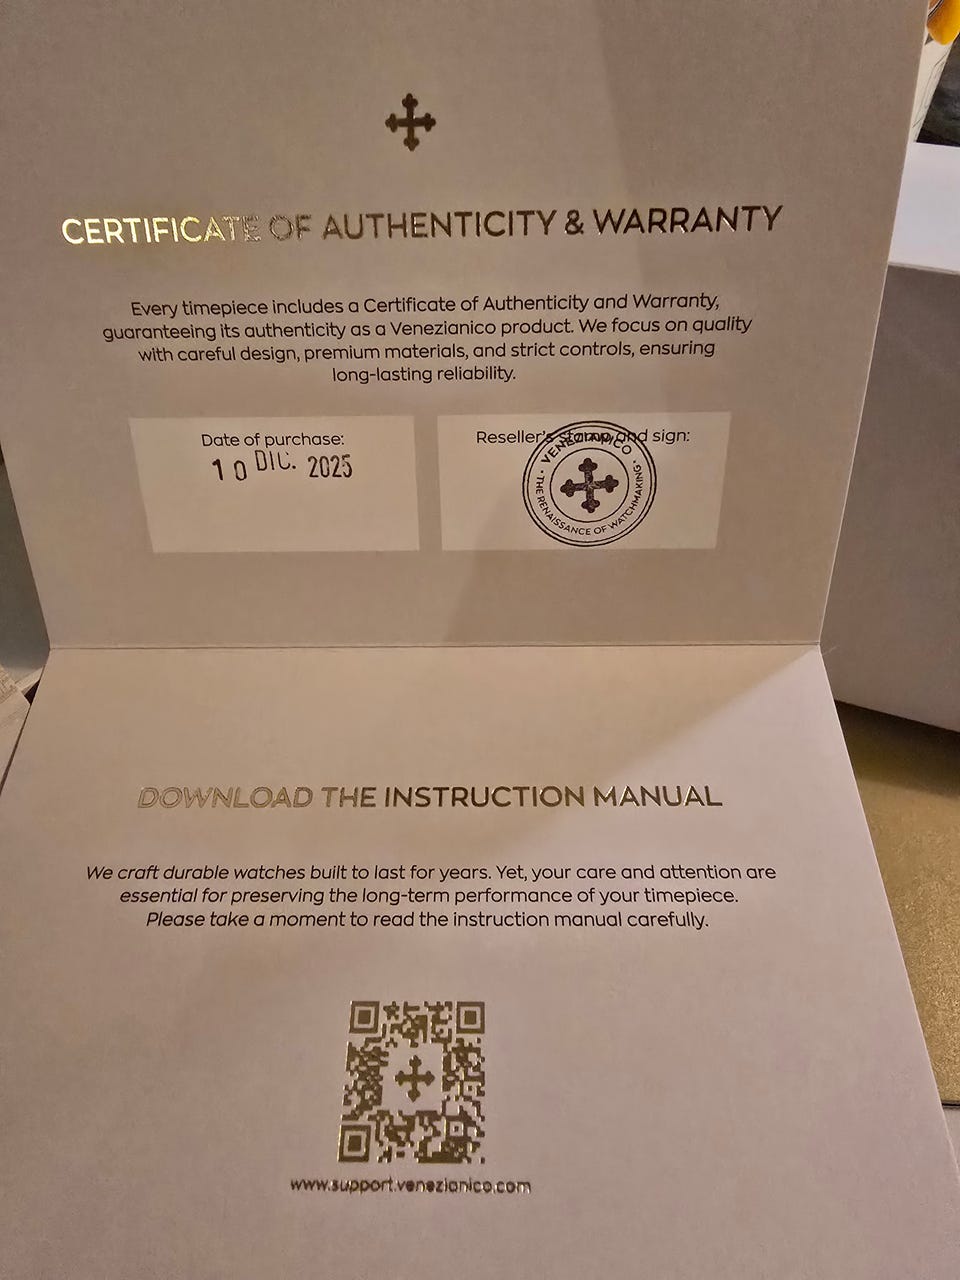 CERTIFICATE OF AUTHENTICITY & WARRANTY
Every timepiece includes a Certificate of Authenticity and Warranty,
guaranteeing its authenticity as a Venezianico product. We focus on quality
with careful design, premium materials, and strict controls, ensuring
long-lasting reliability.
Date of purchase:
10 DIC. 2025
Reseller's stamp and sign:
VENEZIANICO
• THE RENAISSANCE OF WATCHMAKING •
DOWNLOAD THE INSTRUCTION MANUAL
We craft durable watches built to last for years. Yet, your care and attention are
essential for preserving the long-term performance of your timepiece.
Please take a moment to read the instruction manual carefully.
www.support.venezianico.com